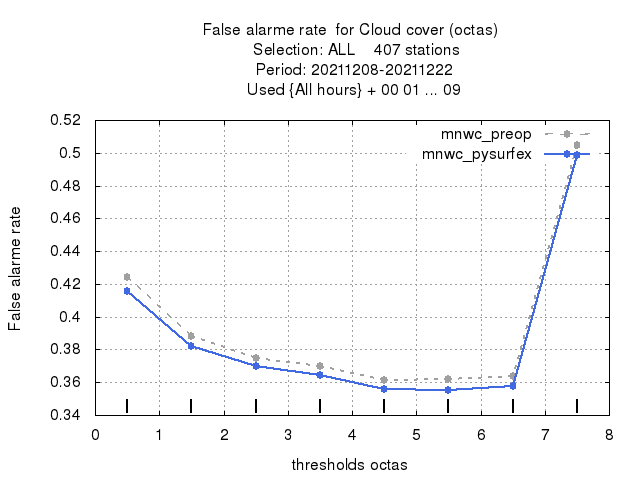 False alarme rate  for Cloud cover (octas)
Selection: ALL    407 stations
Period: 20211208-20211222
Used {All hours} + 00 01 ... 09
mnwc_preop
mnwc_pysurfex
False alarme rate
0.52
0.5
0.48
0.46
0.44
0.42
0.4
0.38
0.36
0.34
0 1 2 3 4 5 6 7 8
thresholds octas